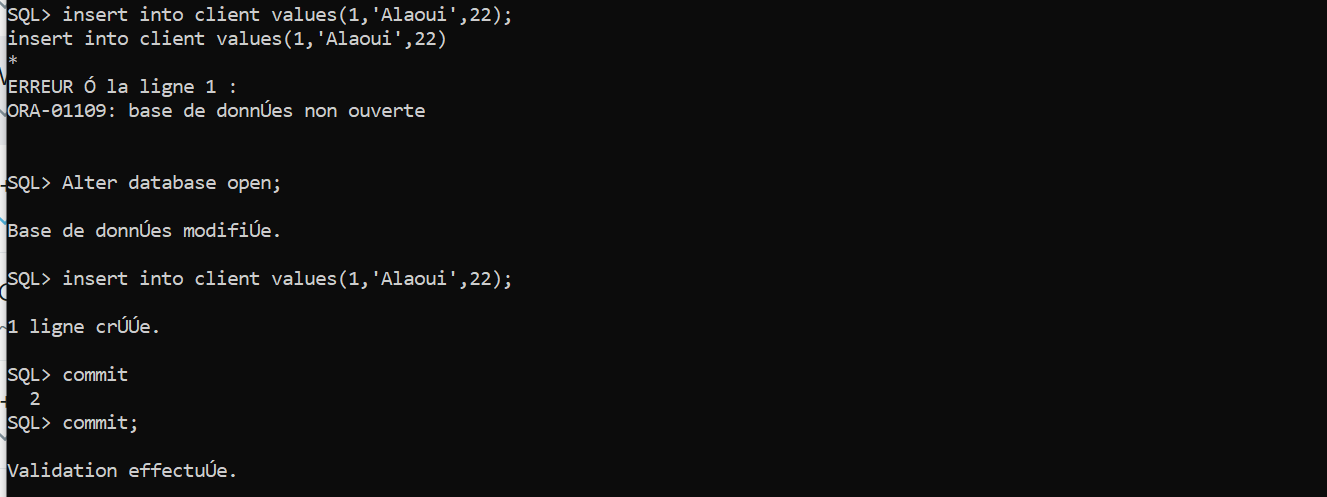 SQL> insert into client values(1,'Alaoui',22);
insert into client values(1,'Alaoui',22)
*
ERREUR Ó la ligne 1 :
ORA-01109: base de donnÚes non ouverte
SQL> Alter database open;
Base de donnÚes modifiÚe.
SQL> insert into client values(1,'Alaoui',22);
1 ligne crÚÚe.
SQL> commit
2
SQL> commit;
Validation effectuÚe.